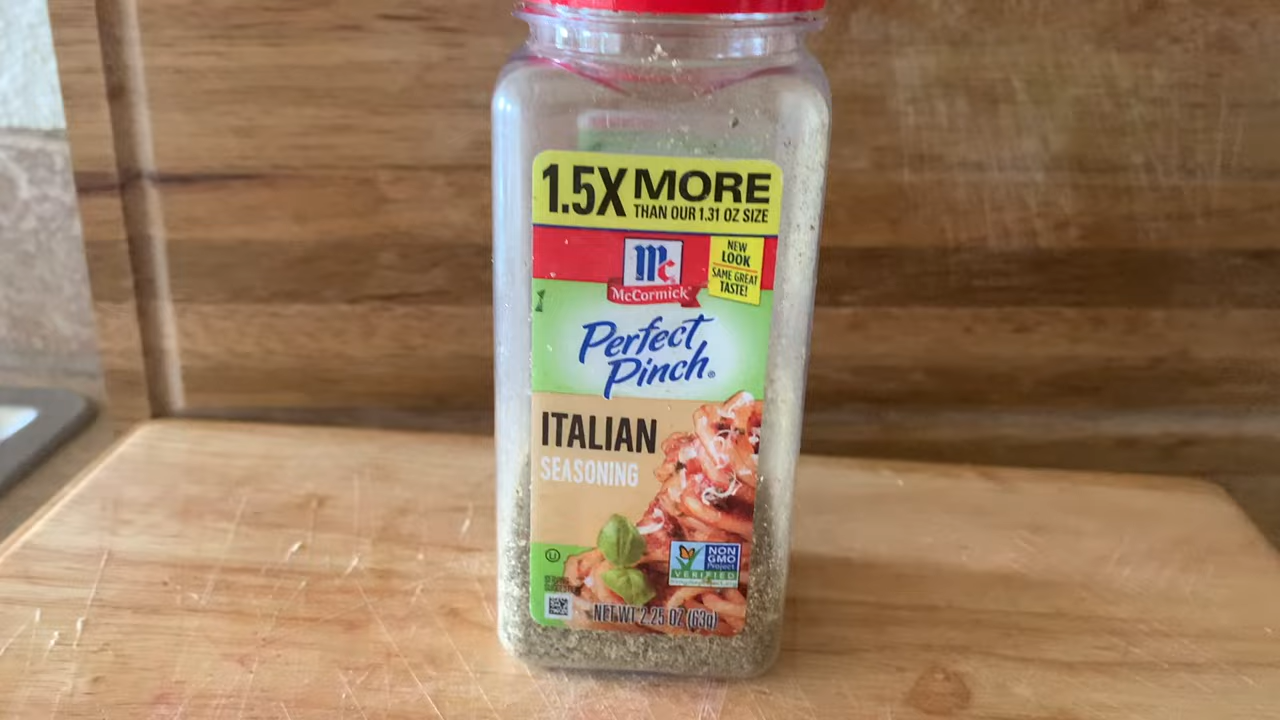 1.5X MORE
THAN OUR 1.31 OZ SIZE
Mc
McCormick®
NEW
LOOK
SAME GREAT
TASTE!
Perfect
Pinch®
ITALIAN
SEASONING
U
NON
GMO
Project
VERIFIED
NET WT 2.25 OZ (63g)